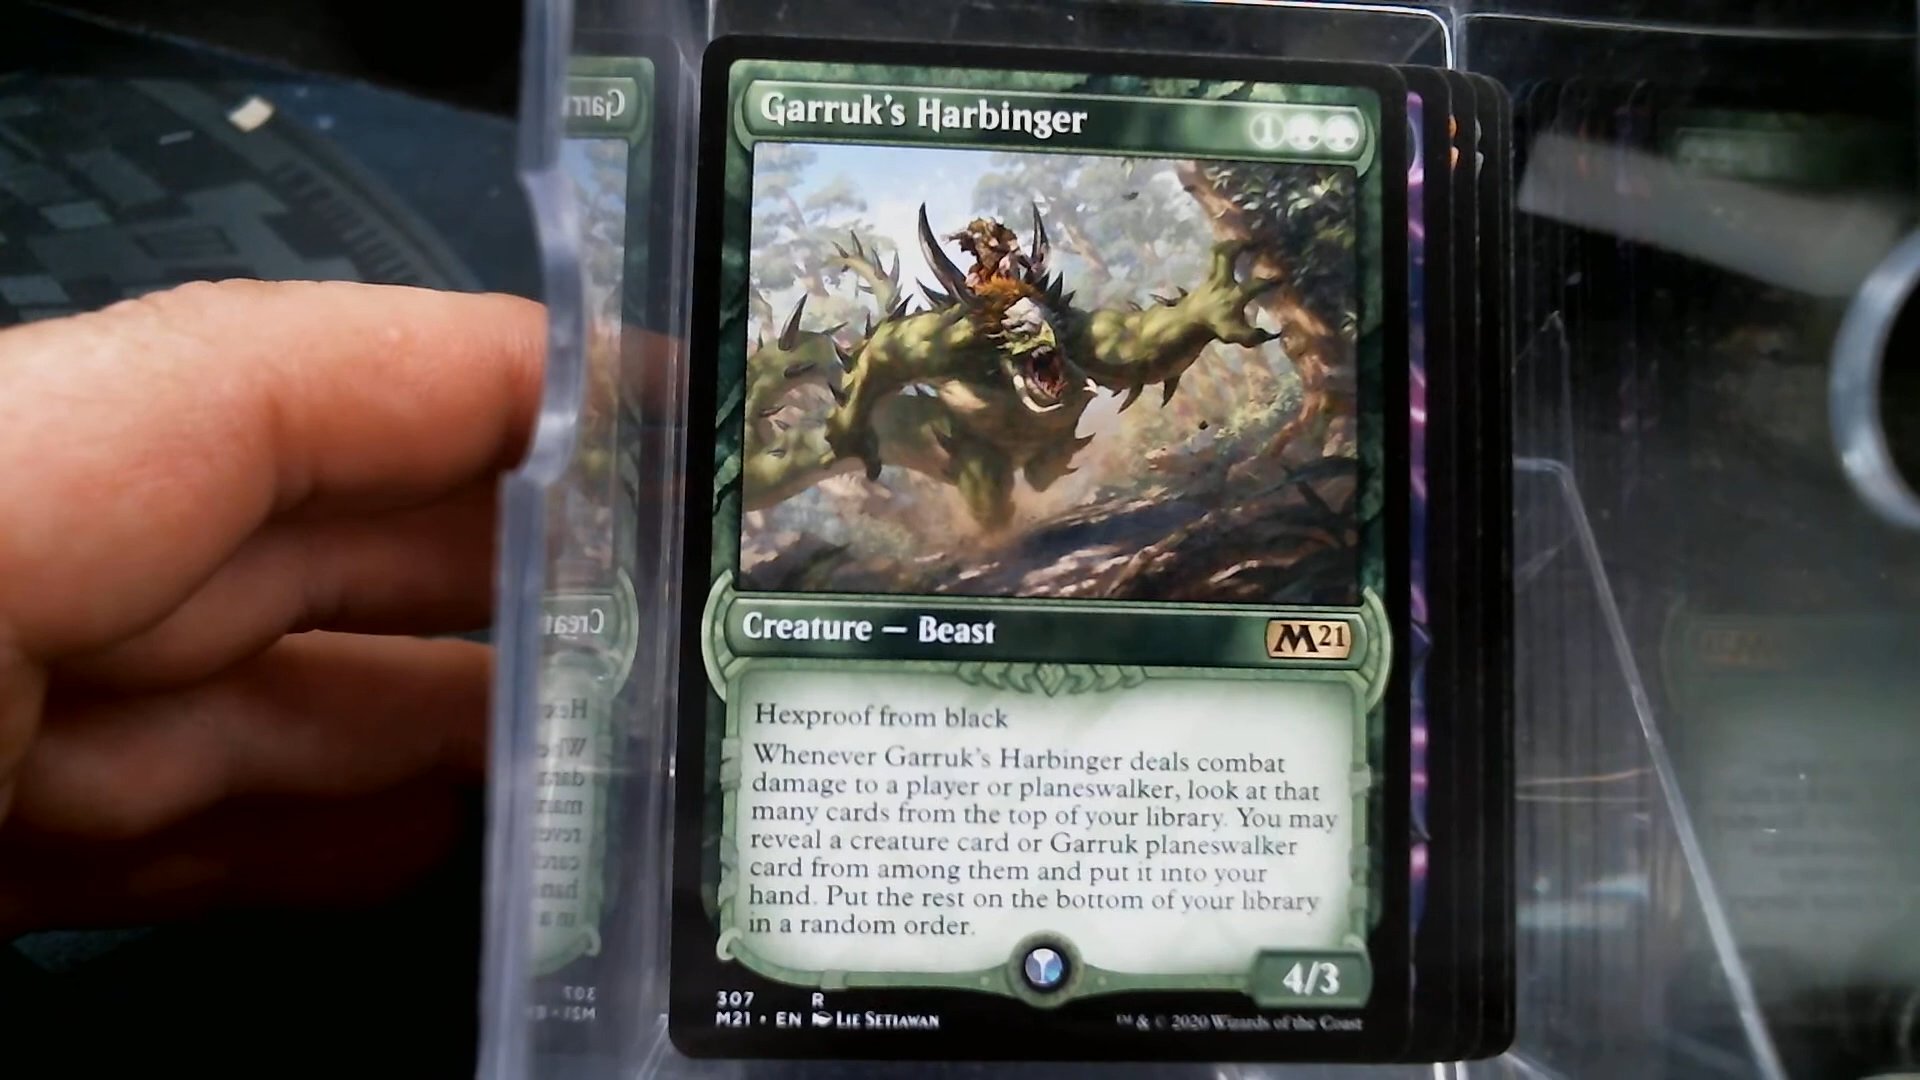 Garruk's Harbinger
1
Creature — Beast
M21
Hexproof from black
Whenever Garruk's Harbinger deals combat
damage to a player or planeswalker, look at that
many cards from the top of your library. You may
reveal a creature card or Garruk planeswalker
card from among them and put it into your
hand. Put the rest on the bottom of your library
in a random order.
4/3
307 R
M21 • EN Lie Setiawan
™ & © 2020 Wizards of the Coast